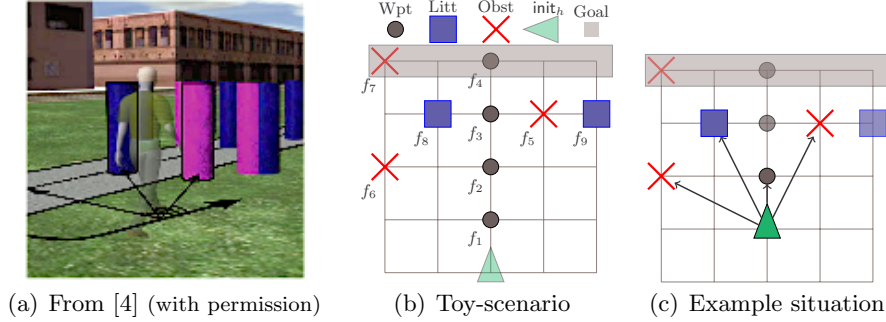 Wpt Litt Obst init_h Goal
f_7 f_4
f_8 f_3 f_5 f_9
f_6 f_2
f_1
(a) From [4] (with permission)
(b) Toy-scenario
(c) Example situation